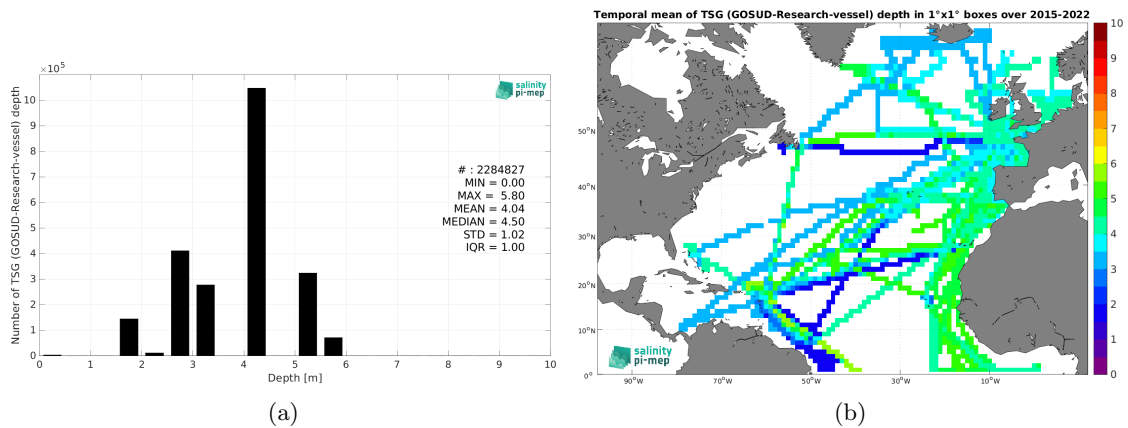 Temporal mean of TSG (GOSUD-Research-vessel) depth in 1°x1° boxes over 2015-2022
×10⁵
Number of TSG (GOSUD-Research-vessel) depth
10
9
8
7
6
5
4
3
2
1
0
salinity
pi-mep
# : 2284827
MIN = 0.00
MAX = 5.80
MEAN = 4.04
MEDIAN = 4.50
STD = 1.02
IQR = 1.00
0 1 2 3 4 5 6 7 8 9 10
Depth [m]
(a)
50°N
40°N
30°N
20°N
10°N
0°
90°W 70°W 50°W 30°W 10°W
salinity
pi-mep
10
9
8
7
6
5
4
3
2
1
0
(b)